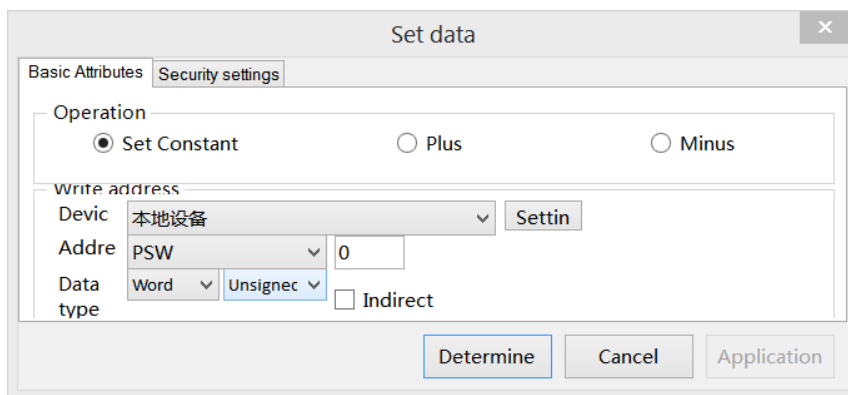 Set data
Basic Attributes Security settings
Operation
Set Constant Plus Minus
Write address
Devic 本地设备 Settin
Addre PSW 0
Data Word Unsignec
type Indirect
Determine Cancel Application